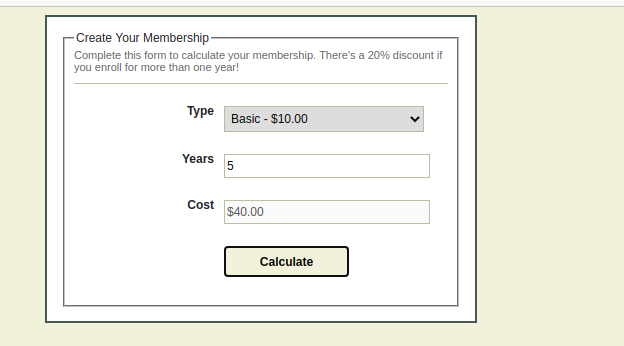 Create Your Membership
Complete this form to calculate your membership. There's a 20% discount if
you enroll for more than one year!
Type Basic - $10.00
Years 5
Cost $40.00
Calculate